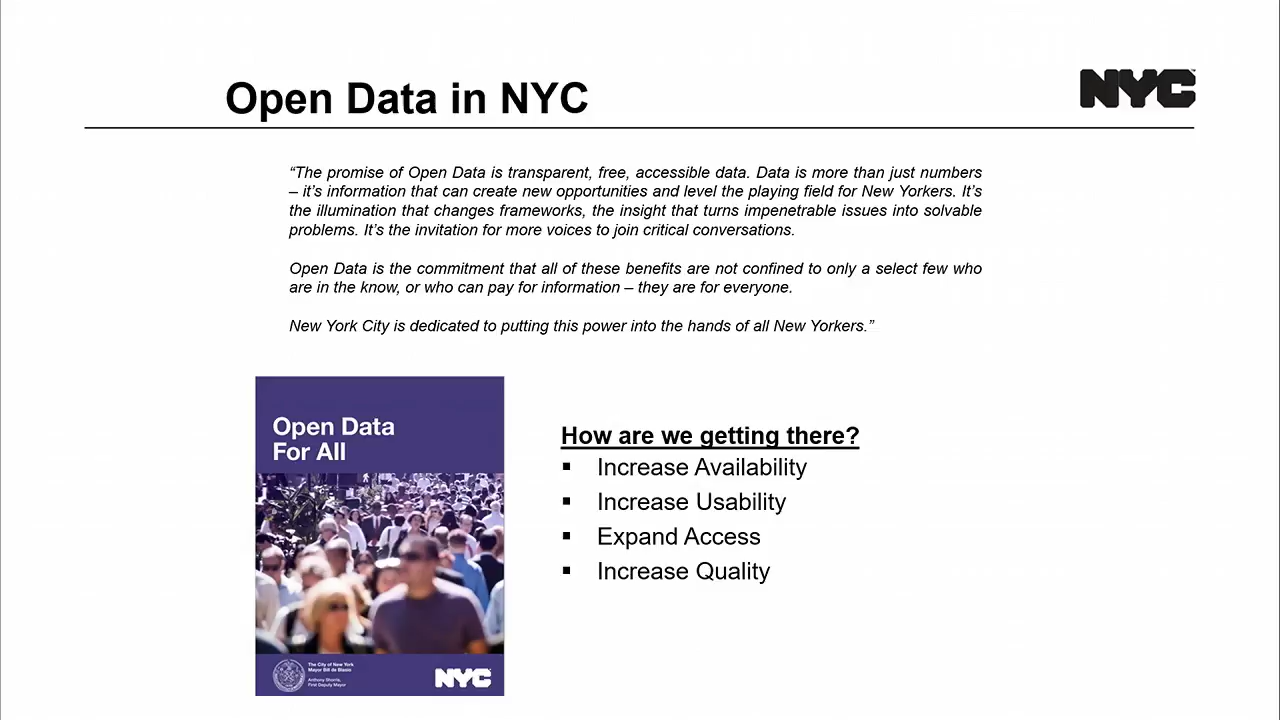 Open Data in NYC
NYC
“The promise of Open Data is transparent, free, accessible data. Data is more than just numbers
– it’s information that can create new opportunities and level the playing field for New Yorkers. It’s
the illumination that changes frameworks, the insight that turns impenetrable issues into solvable
problems. It’s the invitation for more voices to join critical conversations.
Open Data is the commitment that all of these benefits are not confined to only a select few who
are in the know, or who can pay for information – they are for everyone.
New York City is dedicated to putting this power into the hands of all New Yorkers.”
Open Data
For All
The City of New York
Mayor Bill de Blasio
Anthony Shorris,
First Deputy Mayor
NYC
How are we getting there?
▪ Increase Availability
▪ Increase Usability
▪ Expand Access
▪ Increase Quality